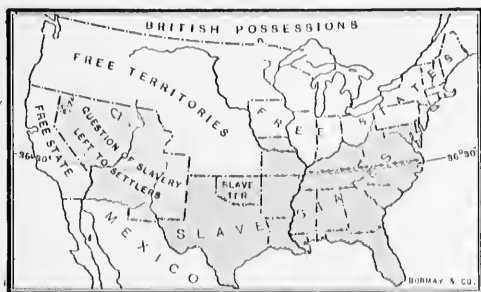 BRITISH POSSESSIONS
FREE TERRITORIES
FREE STATES
FREE STATE
QUESTION OF SLAVERY
LEFT TO SETTLERS
36°30'
36°30'
SLAVE
TER
SLAVE STATES
MEXICO
BORMAY & CO.